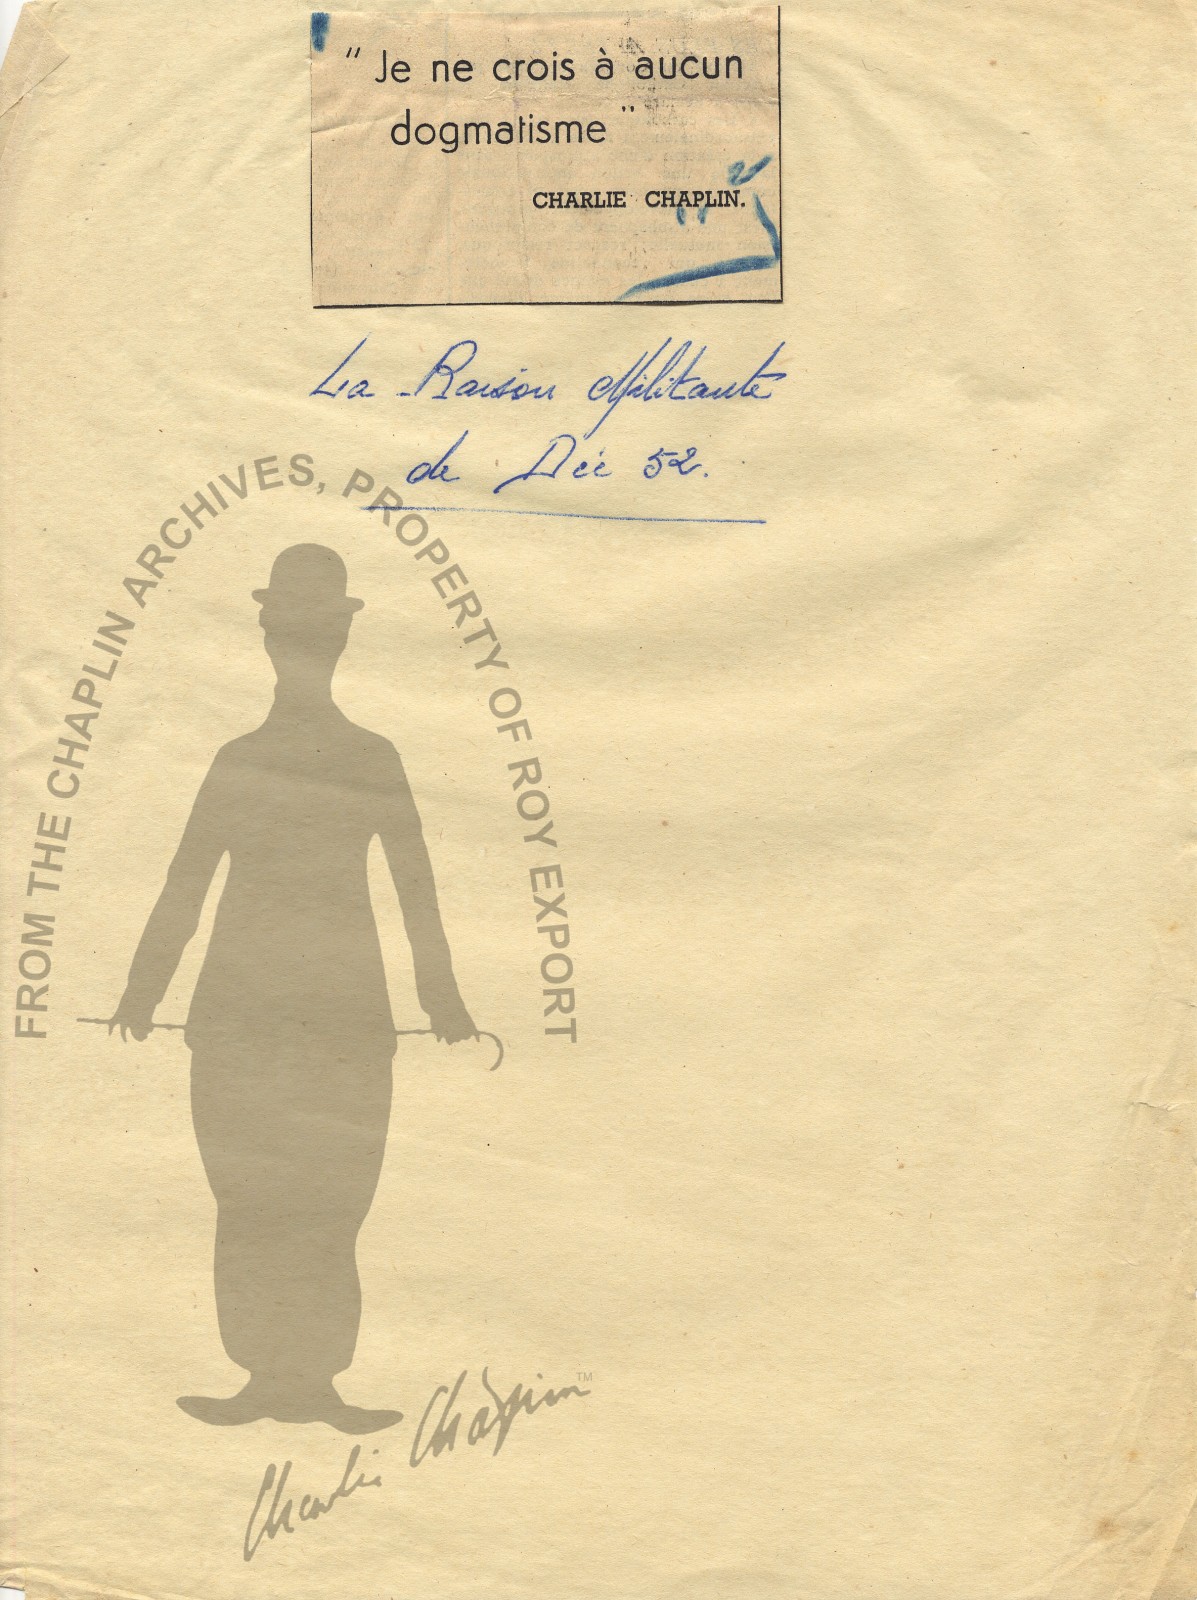 " Je ne crois à aucun
dogmatisme "
CHARLIE CHAPLIN.
La Raison Militante
de Déc 52.
FROM THE CHAPLIN ARCHIVES, PROPERTY OF ROY EXPORT
Charlie Chaplin TM